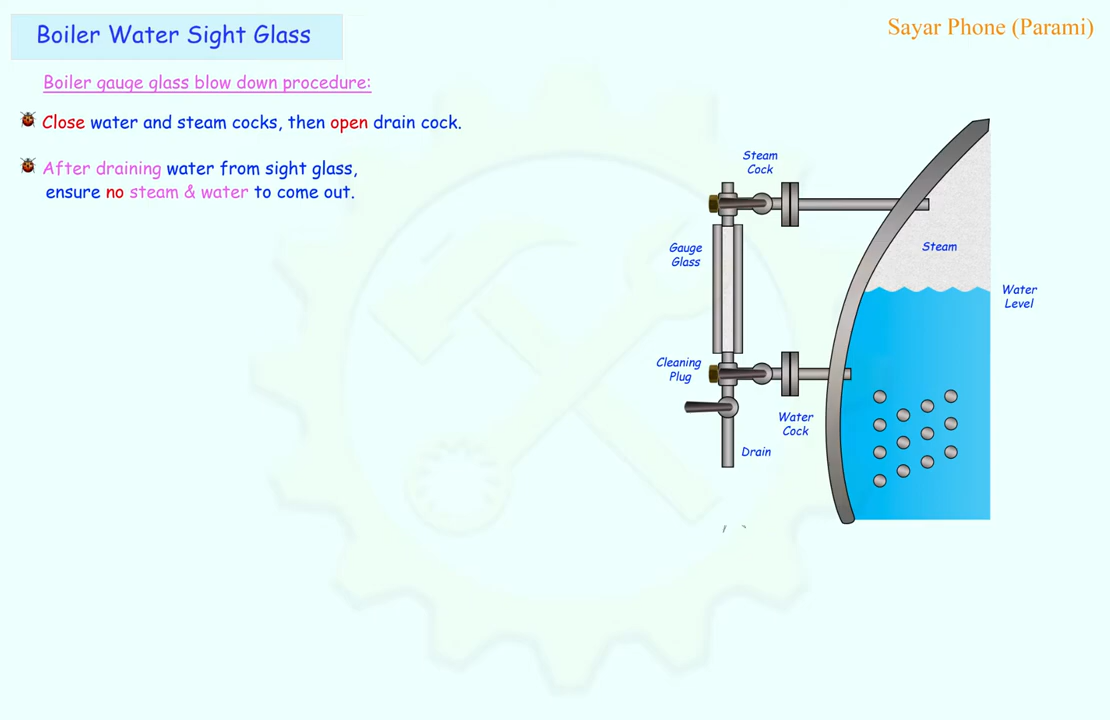 Boiler Water Sight Glass
Sayar Phone (Parami)
Boiler gauge glass blow down procedure:
Close water and steam cocks, then open drain cock.
After draining water from sight glass,
ensure no steam & water to come out.
Steam
Cock
Gauge
Glass
Steam
Water
Level
Cleaning
Plug
Water
Cock
Drain